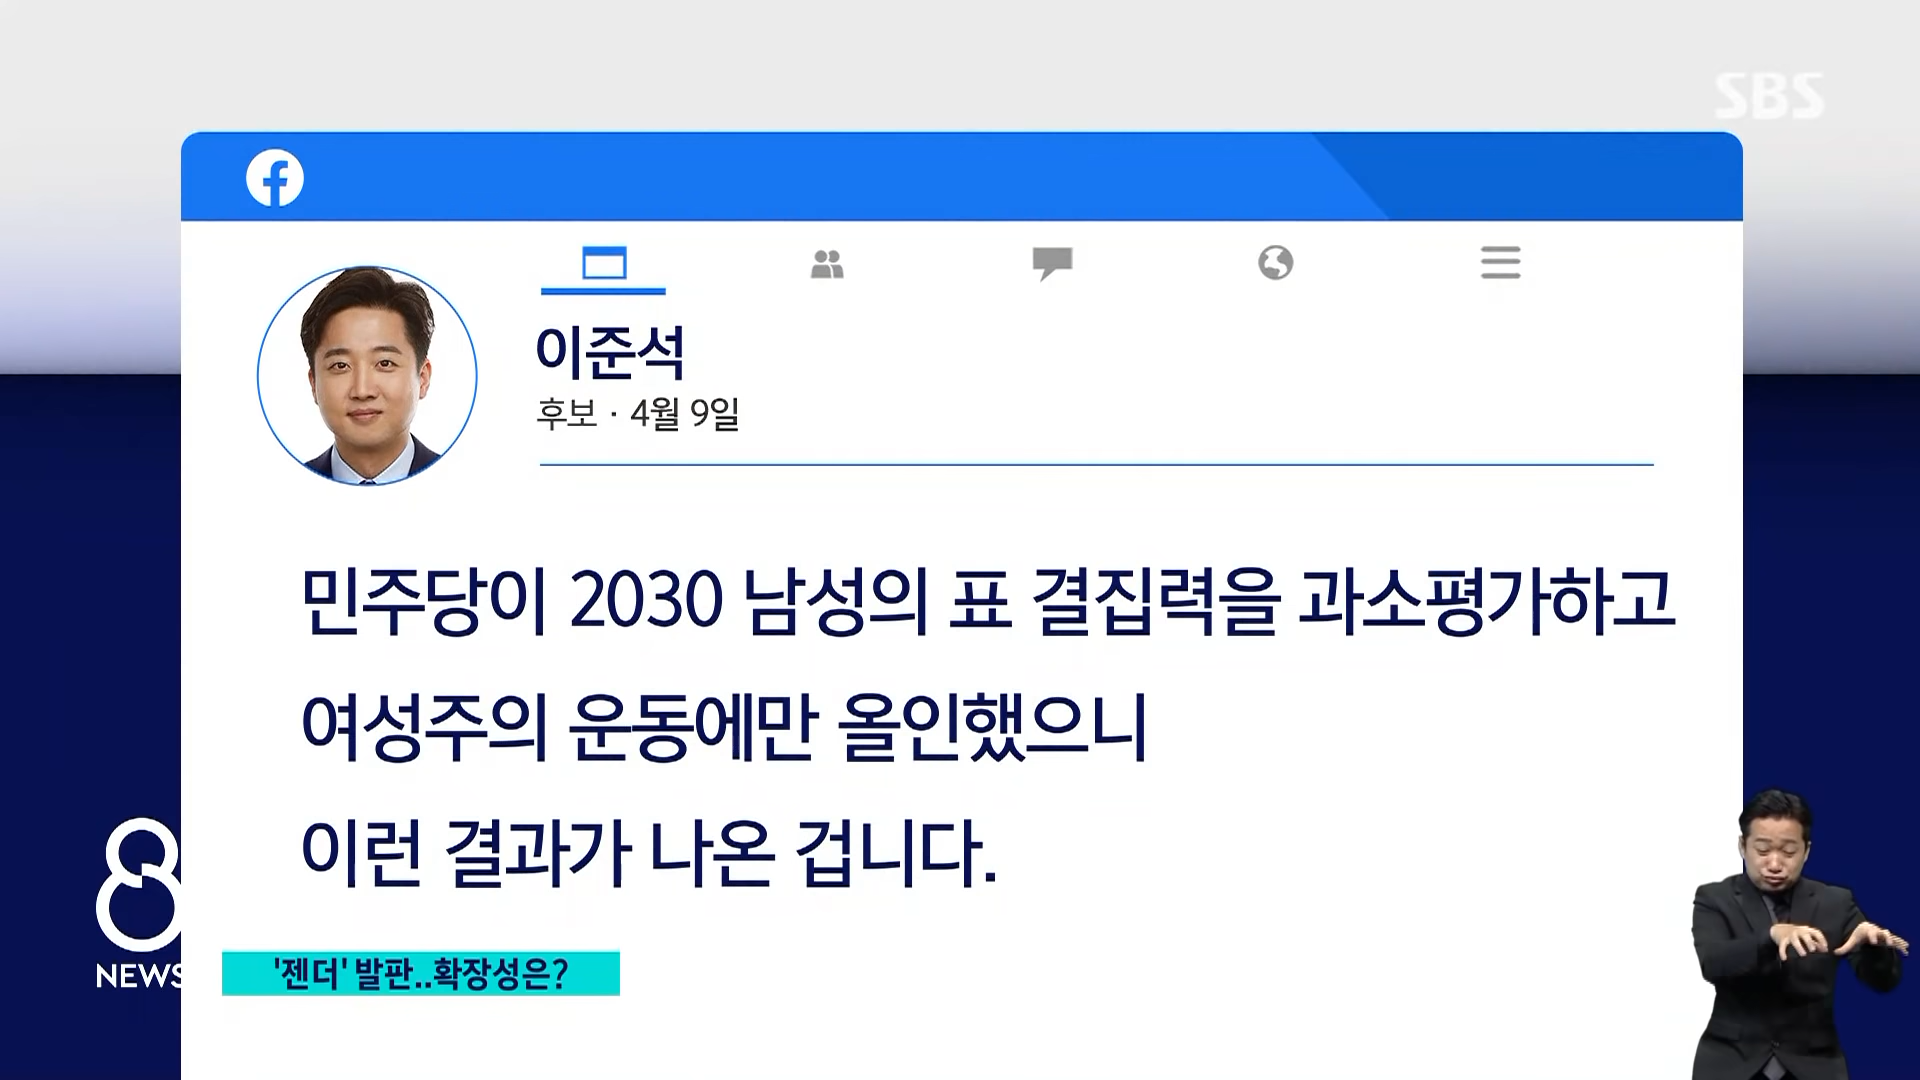 SBS
이준석
후보 · 4월 9일
민주당이 2030 남성의 표 결집력을 과소평가하고
여성주의 운동에만 올인했으니
이런 결과가 나온 겁니다.
8
NEWS
'젠더' 발판..확장성은?